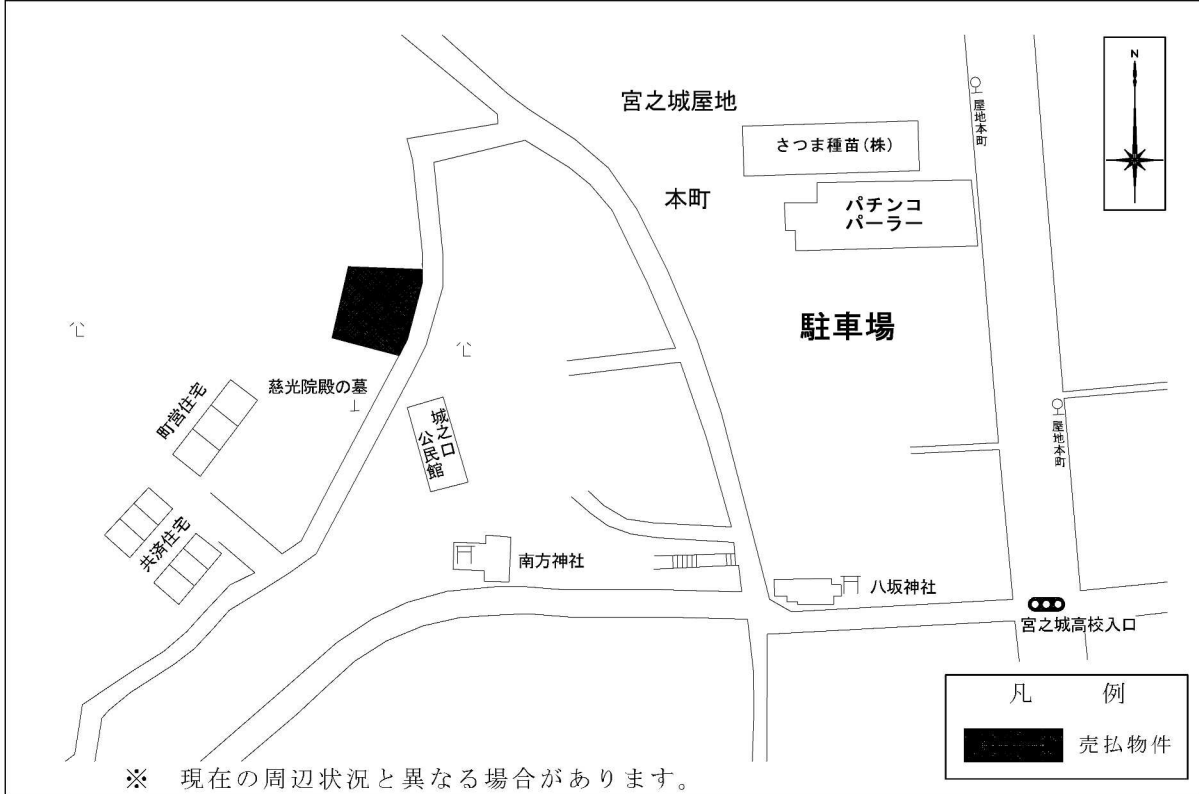 N
宮之城屋地
屋地本町
さつま種苗(株)
本町
パチンコ
パーラー
駐車場
慈光院殿の墓
町営住宅
城之口
公民館
屋地本町
共済住宅
南方神社
八坂神社
宮之城高校入口
凡 例
売払物件
※ 現在の周辺状況と異なる場合があります。